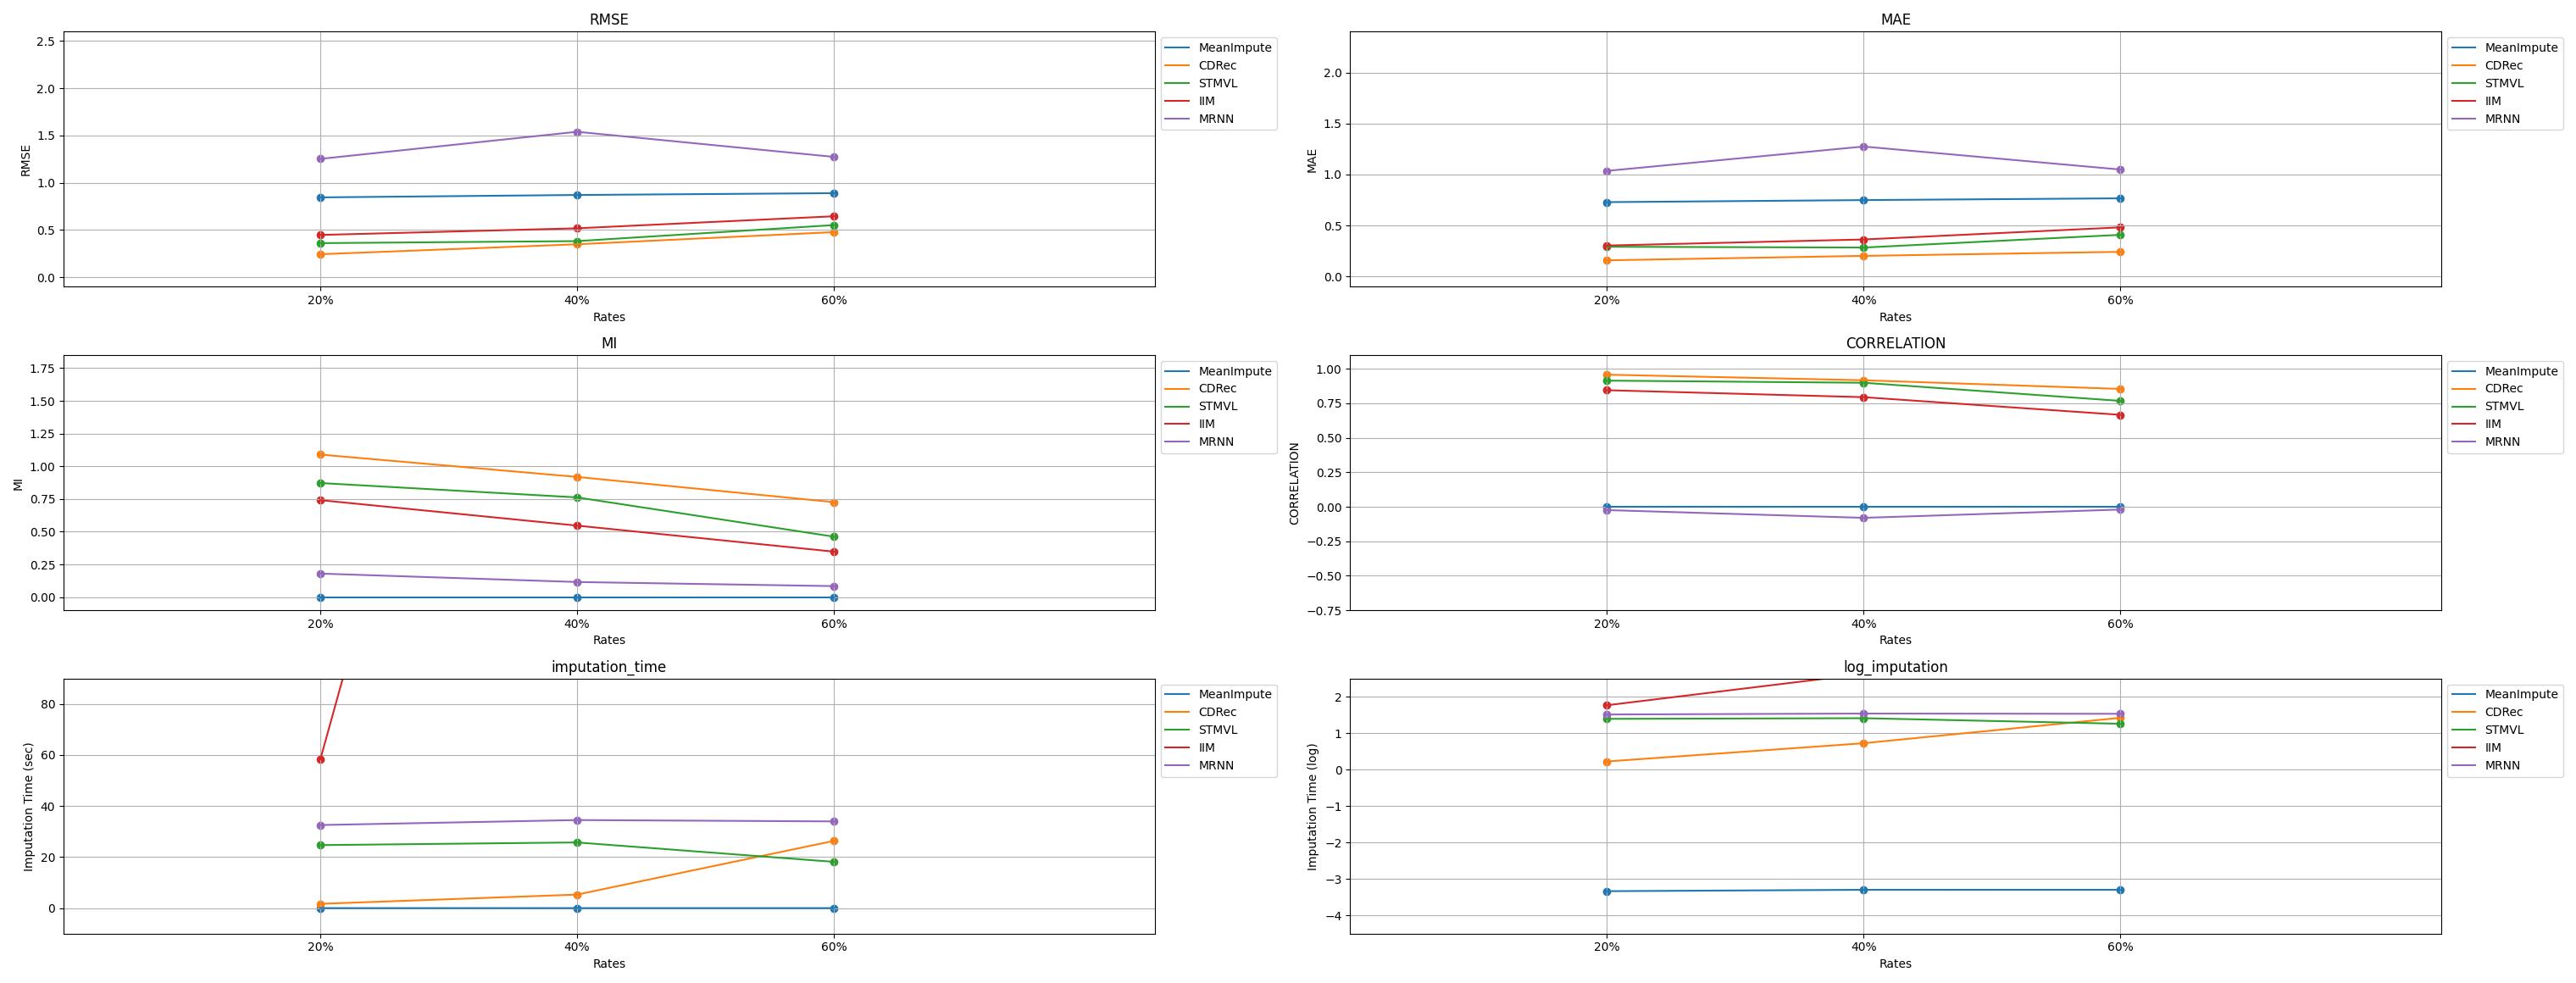 RMSE
2.5
2.0
1.5
1.0
0.5
0.0
RMSE
20% 40% 60%
Rates
MeanImpute
CDRec
STMVL
IIM
MRNN
MAE
2.0
1.5
1.0
0.5
0.0
MAE
20% 40% 60%
Rates
MeanImpute
CDRec
STMVL
IIM
MRNN
MI
1.75
1.50
1.25
1.00
0.75
0.50
0.25
0.00
MI
20% 40% 60%
Rates
MeanImpute
CDRec
STMVL
IIM
MRNN
CORRELATION
1.00
0.75
0.50
0.25
0.00
−0.25
−0.50
−0.75
CORRELATION
20% 40% 60%
Rates
MeanImpute
CDRec
STMVL
IIM
MRNN
imputation_time
80
60
40
20
0
Imputation Time (sec)
20% 40% 60%
Rates
MeanImpute
CDRec
STMVL
IIM
MRNN
log_imputation
2
1
0
−1
−2
−3
−4
Imputation Time (log)
20% 40% 60%
Rates
MeanImpute
CDRec
STMVL
IIM
MRNN